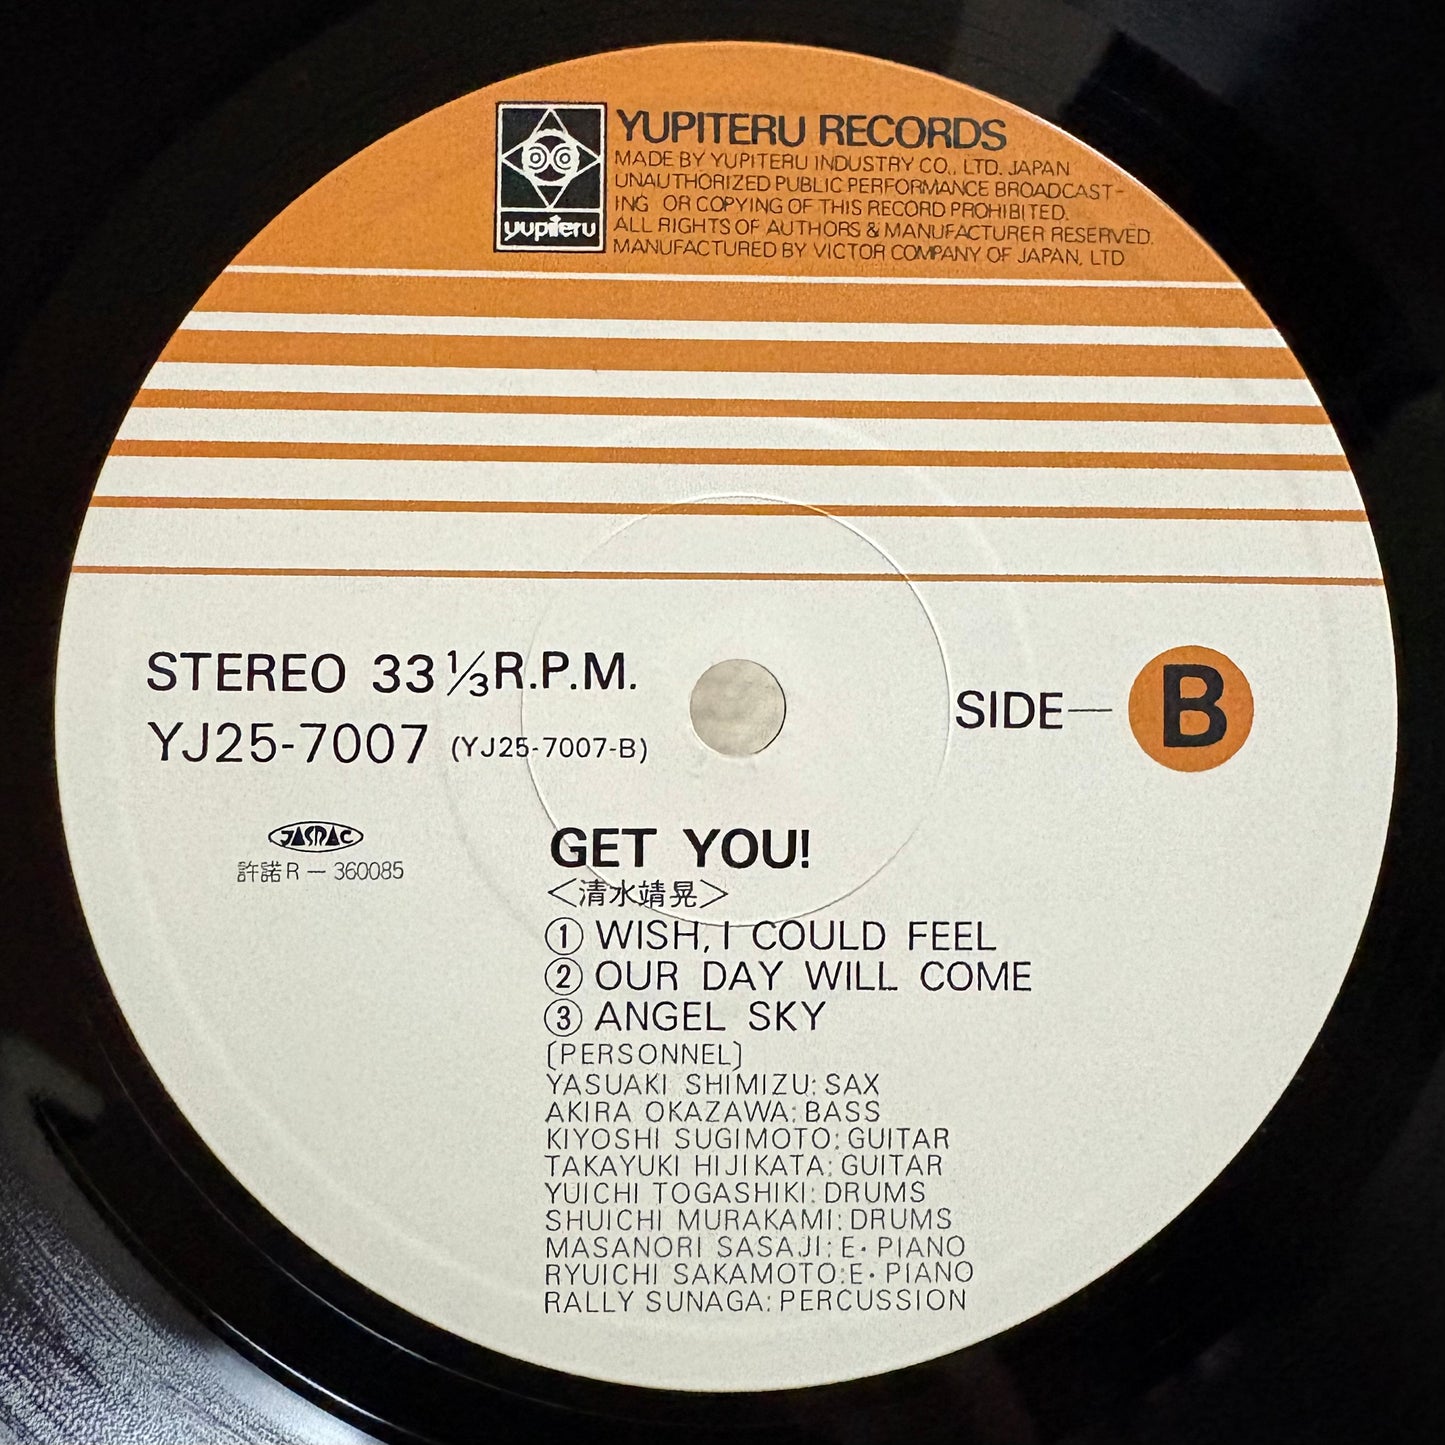 YUPITERU RECORDS
MADE BY YUPITERU INDUSTRY CO., LTD. JAPAN
UNAUTHORIZED PUBLIC PERFORMANCE BROADCAST-
ING OR COPYING OF THIS RECORD PROHIBITED.
ALL RIGHTS OF AUTHORS & MANUFACTURER RESERVED.
MANUFACTURED BY VICTOR COMPANY OF JAPAN, LTD
yupiteru
STEREO 33 1/3 R.P.M.
YJ25-7007 (YJ25-7007-B)
SIDE— B
JASRAC
許諾 R — 360085
GET YOU!
<清水靖晃>
① WISH, I COULD FEEL
② OUR DAY WILL COME
③ ANGEL SKY
[PERSONNEL]
YASUAKI SHIMIZU: SAX
AKIRA OKAZAWA: BASS
KIYOSHI SUGIMOTO: GUITAR
TAKAYUKI HIJIKATA: GUITAR
YUICHI TOGASHIKI: DRUMS
SHUICHI MURAKAMI: DRUMS
MASANORI SASAJI: E・PIANO
RYUICHI SAKAMOTO: E・PIANO
RALLY SUNAGA: PERCUSSION